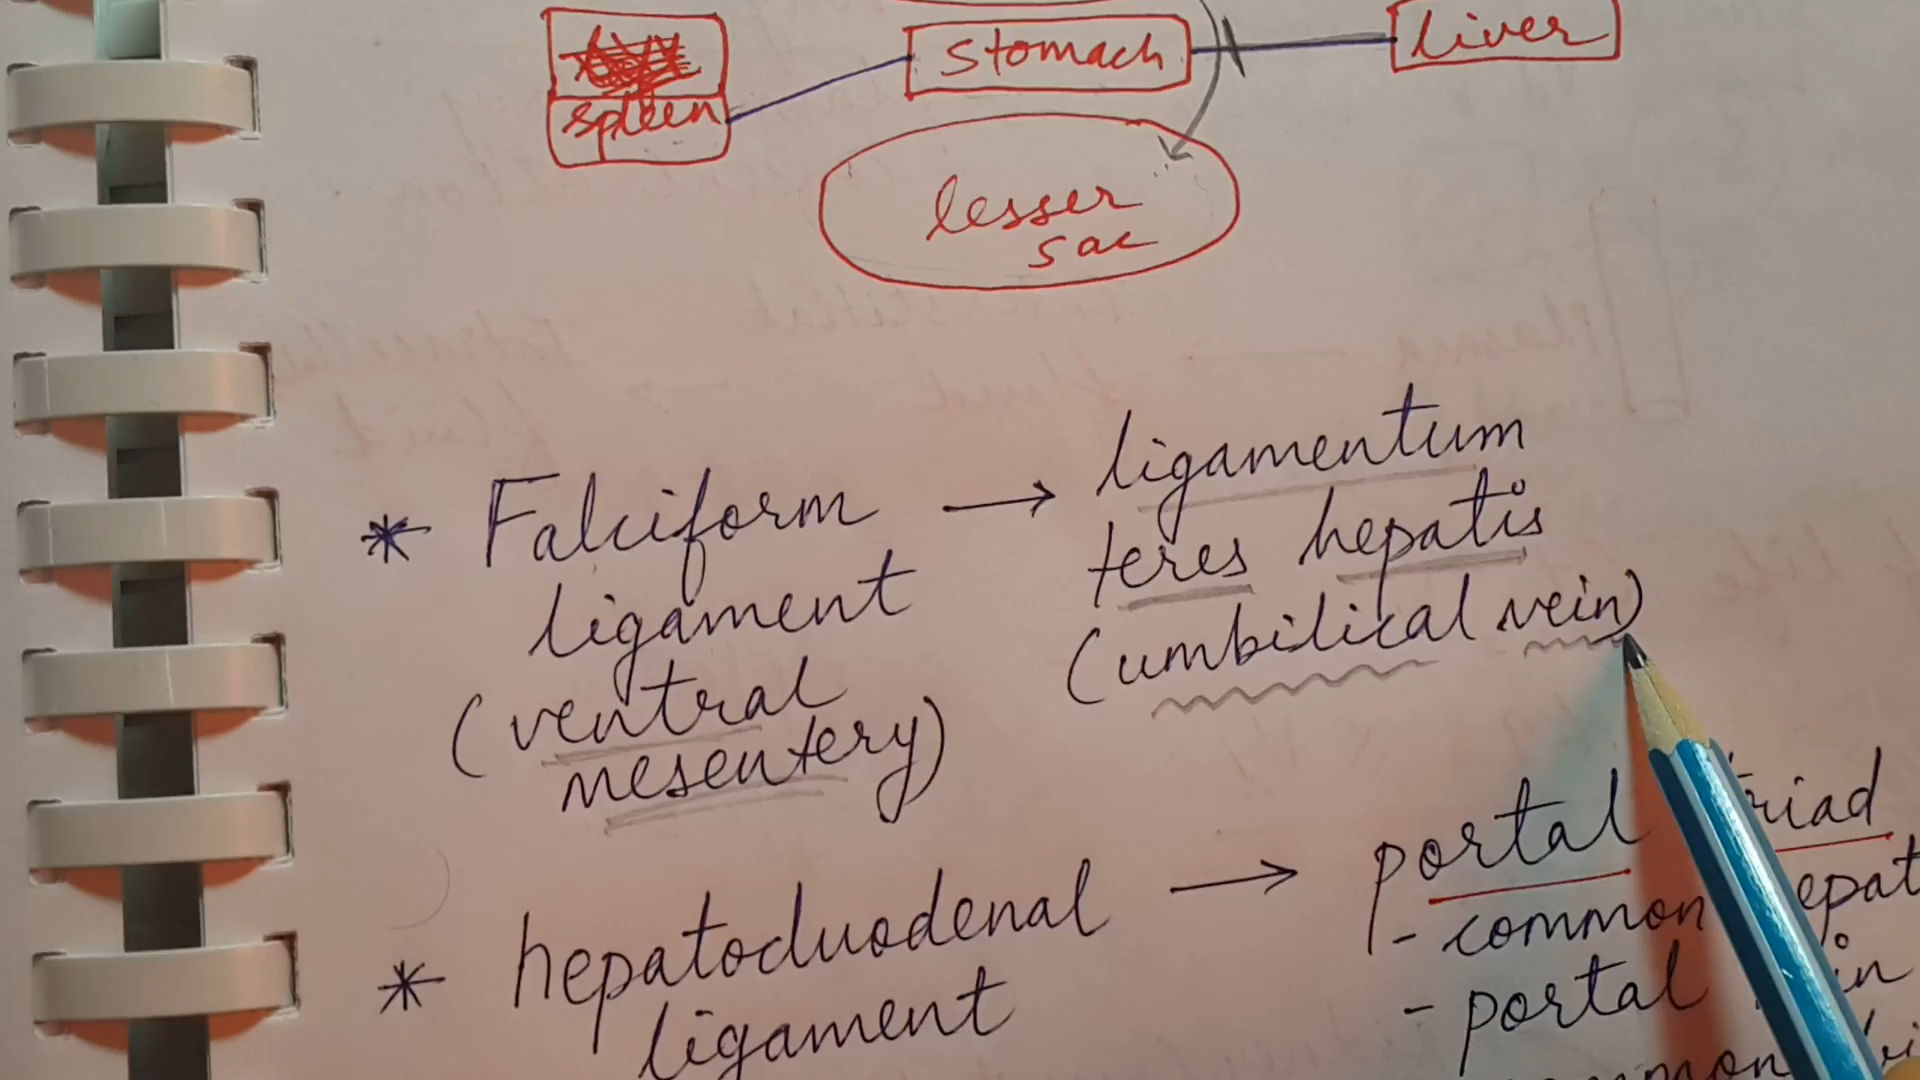 Stomach
liver
spleen
lesser
sac
* Falciform → ligamentum
ligament teres hepatis
(ventral (umbilical vein)
mesentery)
* hepatoduodenal → portal triad
ligament - common
- portal